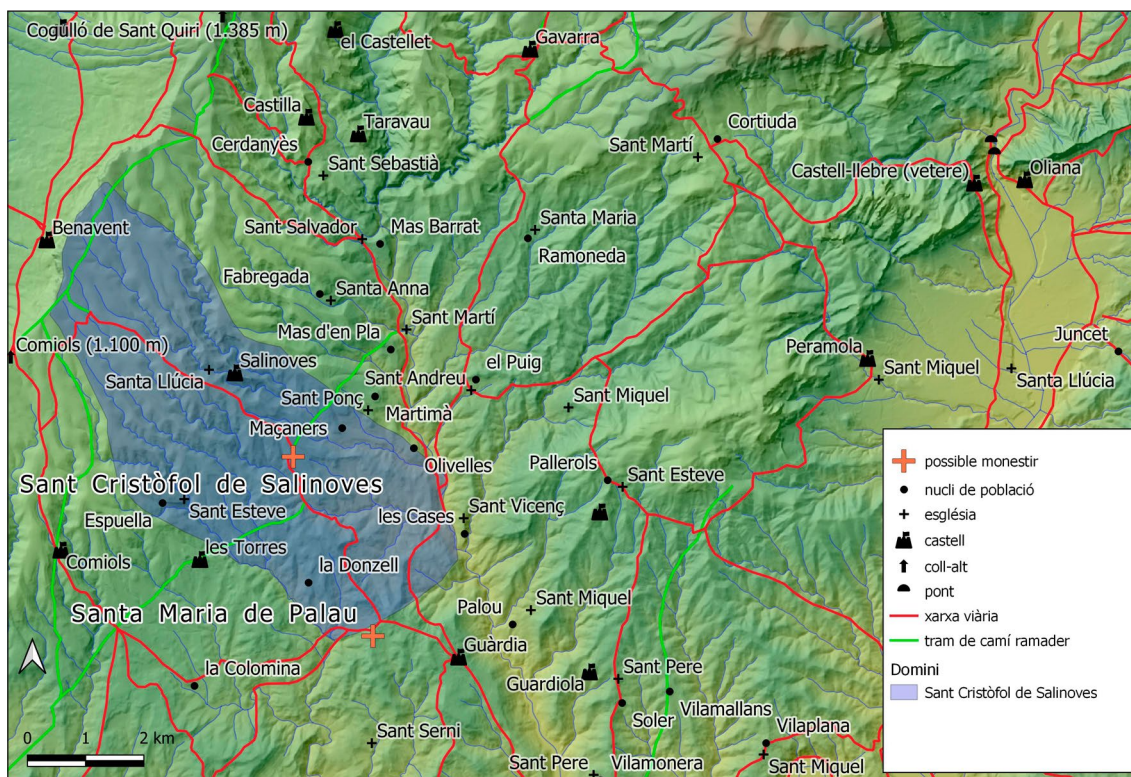 Cogulló de Sant Quiri (1.385 m)
el Castellet
Gavarra
Castilla
Taravau
Cerdanyès
Sant Sebastià
Cortiuda
Sant Martí
Castell-llebre (vetere)
Oliana
Benavent
Sant Salvador
Mas Barrat
Santa Maria
Ramoneda
Fabregada
Santa Anna
Sant Martí
Mas d'en Pla
Comiols (1.100 m)
Salinoves
Santa Llúcia
Sant Andreu
el Puig
Peramola
Sant Miquel
Juncet
Santa Llúcia
Sant Ponç
Martimà
Sant Miquel
Maçaners
Olivelles
Sant Cristòfol de Salinoves
Pallerols
Sant Esteve
Espuella
Sant Esteve
les Cases
Sant Vicenç
Comiols
les Torres
la Donzell
Santa Maria de Palau
Palou
Sant Miquel
Guàrdia
la Colomina
Guardiola
Sant Pere
Soler
Vilamallans
Sant Serni
Vilaplana
Sant Pere
Vilamonera
Sant Miquel
0 1 2 km
possible monestir
nucli de població
església
castell
coll-alt
pont
xarxa viària
tram de camí ramader
Domini
Sant Cristòfol de Salinoves